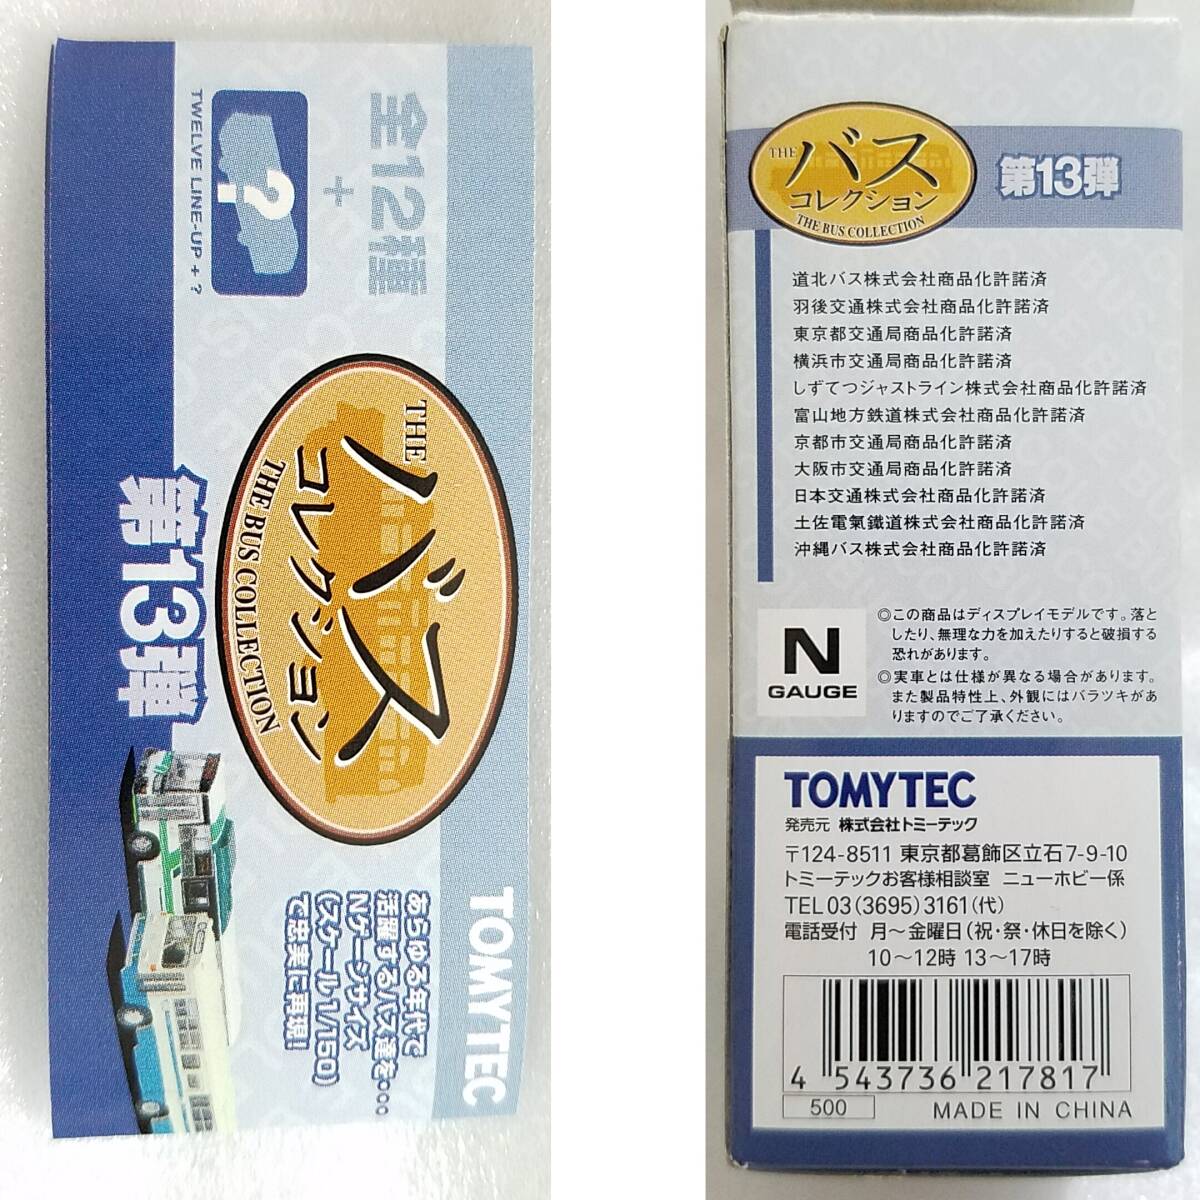 全12種
+
?
TWELVE LINE-UP + ?
THE
バス
コレクション
THE BUS COLLECTION
第13弾
TOMYTEC
あらゆる年代で
活躍するバス達を・・・・
Nゲージサイズ
(スケール1/150)
で忠実に再現!
THE
バス
コレクション
THE BUS COLLECTION
第13弾
道北バス株式会社商品化許諾済
羽後交通株式会社商品化許諾済
東京都交通局商品化許諾済
横浜市交通局商品化許諾済
しずてつジャストライン株式会社商品化許諾済
富山地方鉄道株式会社商品化許諾済
京都市交通局商品化許諾済
大阪市交通局商品化許諾済
日本交通株式会社商品化許諾済
土佐電氣鐵道株式会社商品化許諾済
沖縄バス株式会社商品化許諾済
N
GAUGE
◎この商品はディスプレイモデルです。落と
したり、無理な力を加えたりすると破損する
恐れがあります。
◎実車とは仕様が異なる場合があります。
また製品特性上、外観にはバラツキがあ
りますのでご了承ください。
TOMYTEC
発売元 株式会社トミーテック
〒124-8511 東京都葛飾区立石7-9-10
トミーテックお客様相談室 ニューホビー係
TEL 03(3695)3161(代)
電話受付 月〜金曜日(祝・祭・休日を除く)
10〜12時 13〜17時
4 543736 217817
500
MADE IN CHINA